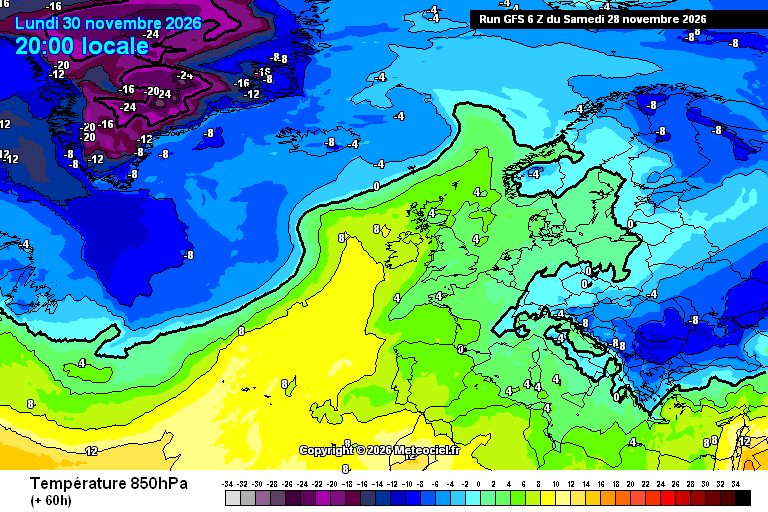 Lundi 30 novembre 2026
20:00 locale
Run GFS 6 Z du Samedi 28 novembre 2026
Copyright © 2026 Meteociel.fr
Température 850hPa
(+ 60h)
-34 -32 -30 -28 -26 -24 -22 -20 -18 -16 -14 -12 -10 -8 -6 -4 -2 0 2 4 6 8 10 12 14 16 18 20 22 24 26 28 30 32 34